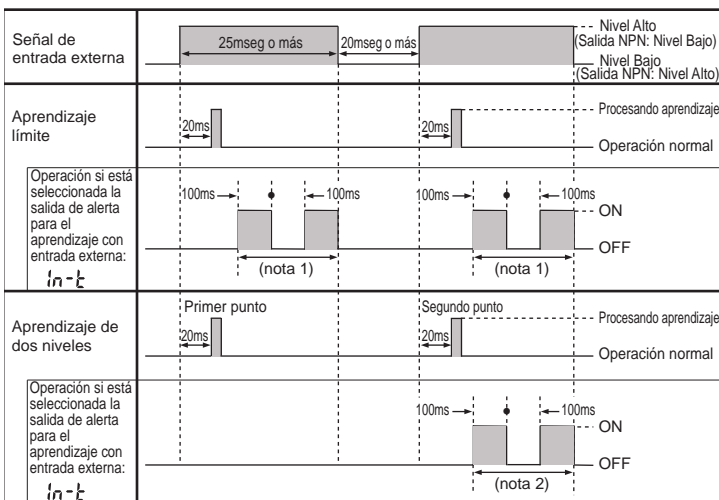 Señal de
entrada externa
25mseg o más
20mseg o más
Nivel Alto
(Salida NPN: Nivel Bajo)
Nivel Bajo
(Salida NPN: Nivel Alto)
Aprendizaje
límite
20ms
20ms
Procesando aprendizaje
Operación normal
Operación si está
seleccionada la
salida de alerta
para el
aprendizaje con
entrada externa:
in-t
100ms
100ms
100ms
100ms
ON
OFF
(nota 1)
(nota 1)
Aprendizaje de
dos niveles
Primer punto
Segundo punto
20ms
20ms
Procesando aprendizaje
Operación normal
Operación si está
seleccionada la
salida de alerta
para el
aprendizaje con
entrada externa:
in-t
100ms
100ms
ON
OFF
(nota 2)